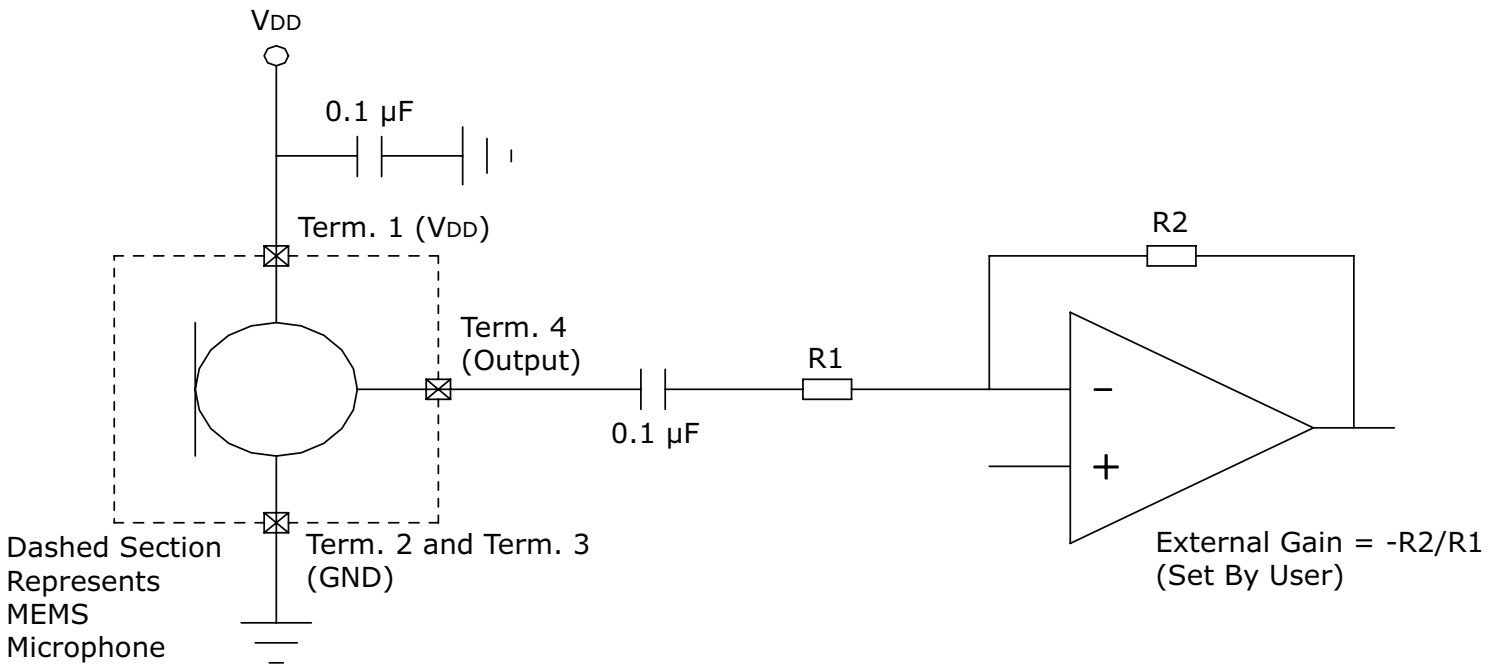 VDD
0.1 µF
Term. 1 (VDD)
R2
Term. 4
(Output)
R1
0.1 µF
−
+
Term. 2 and Term. 3
(GND)
Dashed Section
Represents
MEMS
Microphone
External Gain = -R2/R1
(Set By User)